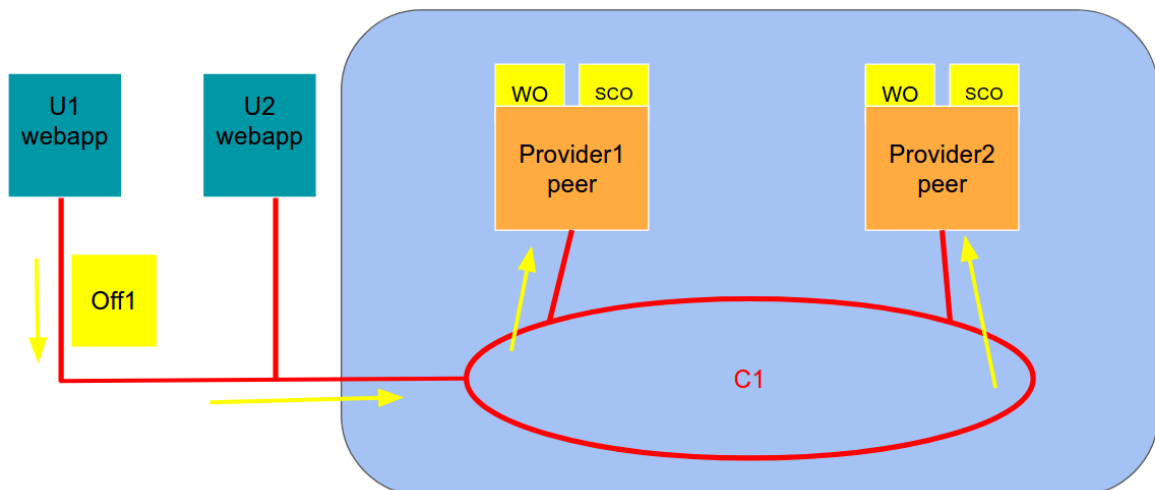 U1
webapp
U2
webapp
WO
SCO
Provider1
peer
WO
SCO
Provider2
peer
Off1
C1